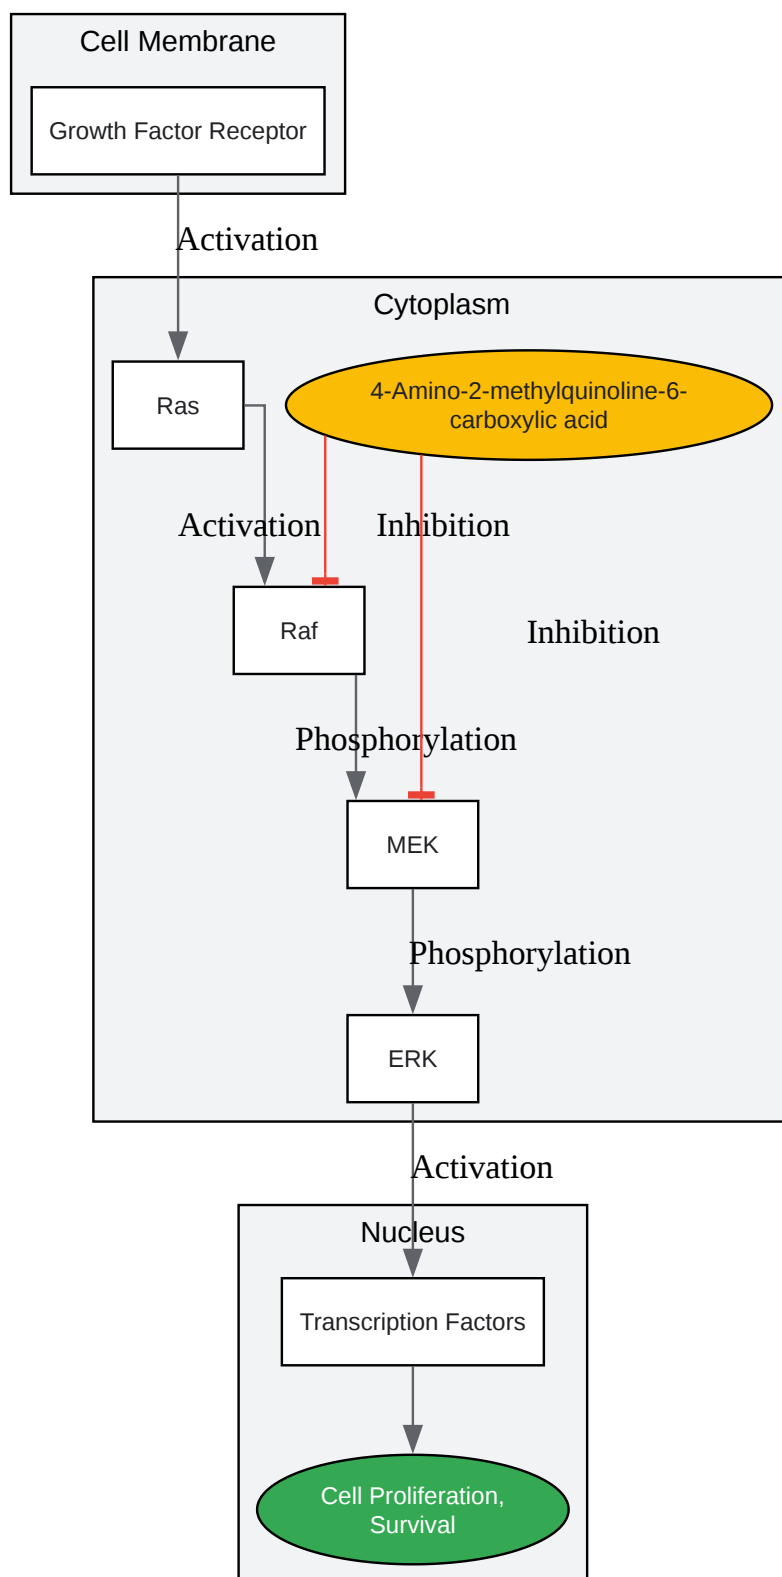 Cell Membrane
Growth Factor Receptor
Activation
Cytoplasm
Ras
4-Amino-2-methylquinoline-6-
carboxylic acid
Activation
Inhibition
Raf
Inhibition
Phosphorylation
MEK
Phosphorylation
ERK
Activation
Nucleus
Transcription Factors
Cell Proliferation,
Survival